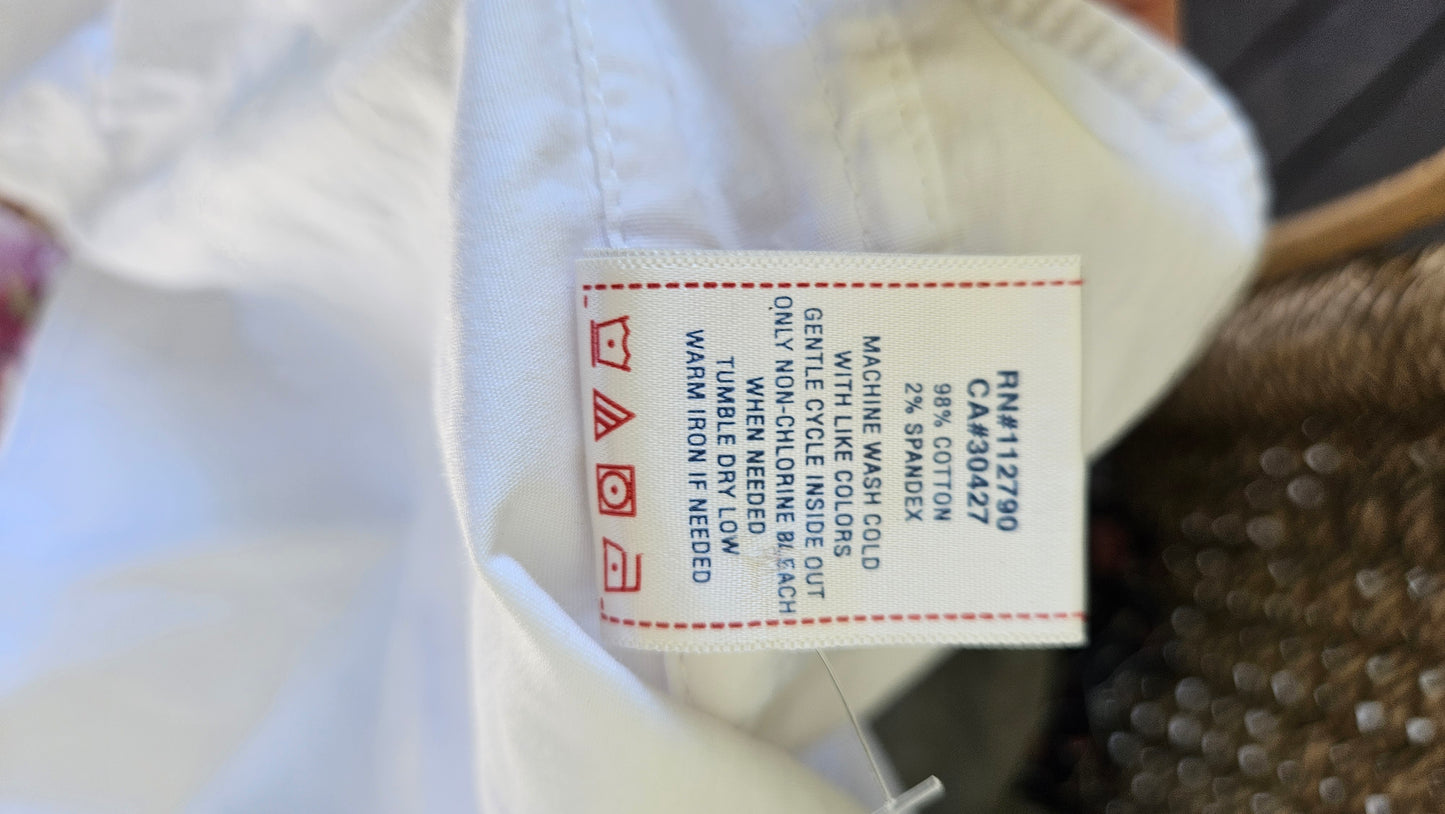 RN#112790
CA#30427
98% COTTON
2% SPANDEX
MACHINE WASH COLD
WITH LIKE COLORS
GENTLE CYCLE INSIDE OUT
ONLY NON-CHLORINE BLEACH
WHEN NEEDED
TUMBLE DRY LOW
WARM IRON IF NEEDED